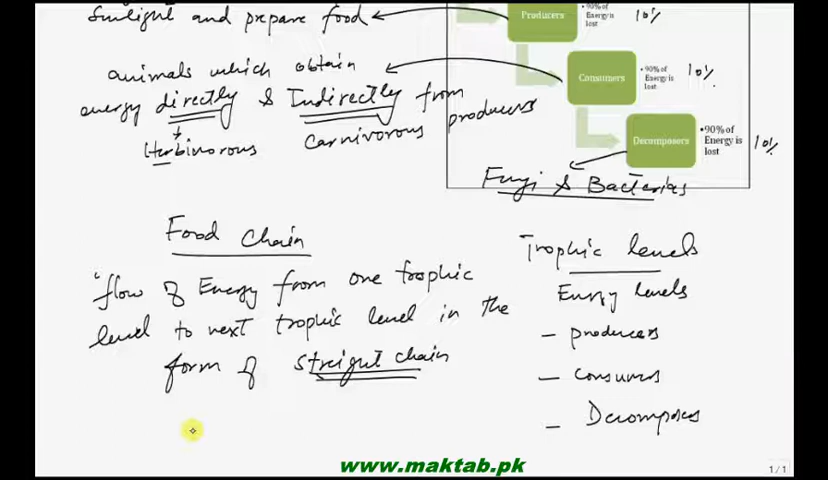 Sunlight and prepare food
Producers
90% of
Energy is
lost
10%
animals which obtain
energy directly & Indirectly from
producers
Herbivorous
Carnivorous
Consumers
90% of
Energy is
lost
10%
Decomposers
90% of
Energy is
lost
10%
Fungi & Bacterias
Food chain
"flow of Energy from one trophic
level to next trophic level in the
form of streight chain
Trophic levels
Energy levels
– producers
– consumers
– Decomposers
www.maktab.pk
1/1